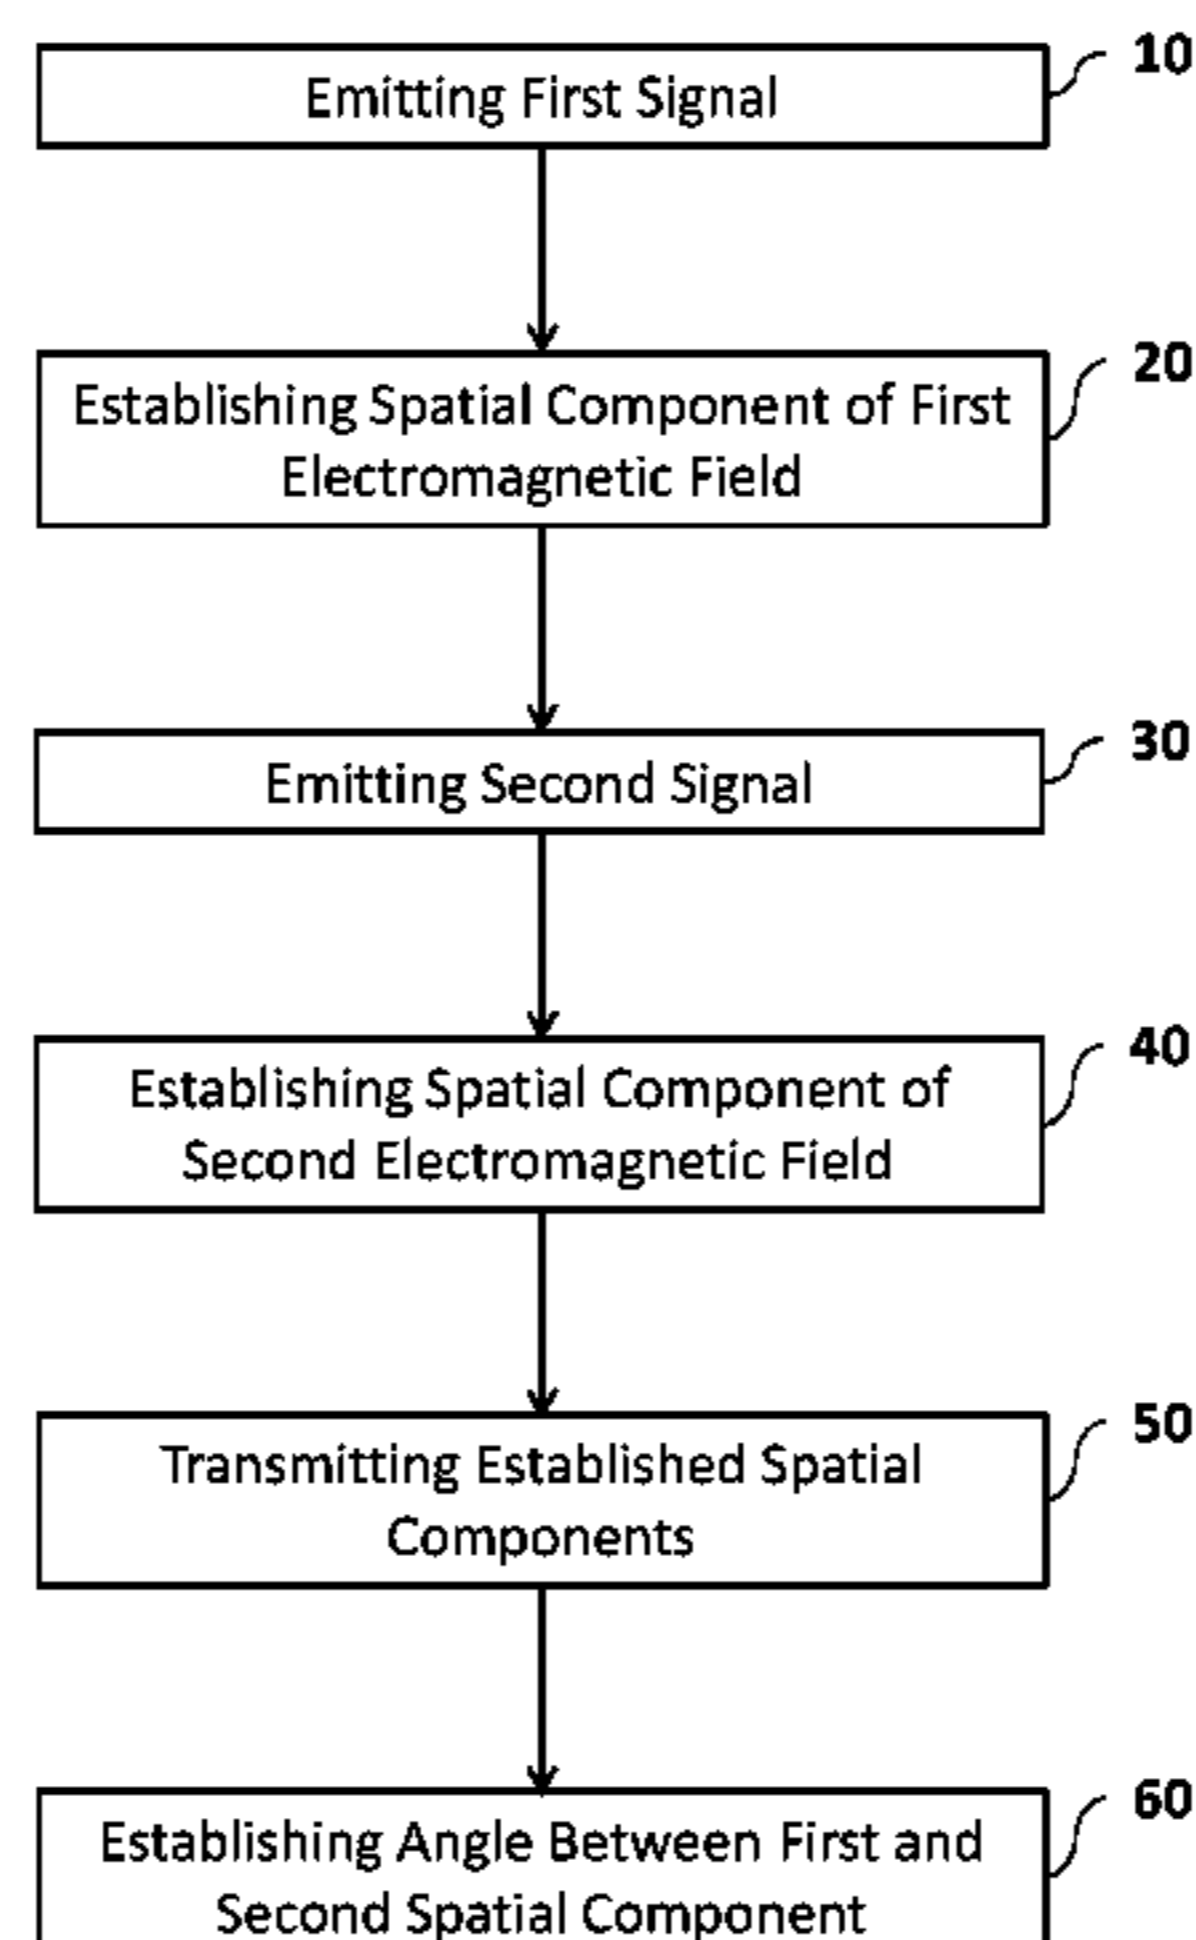 10
Emitting First Signal
20
Establishing Spatial Component of First
Electromagnetic Field
30
Emitting Second Signal
40
Establishing Spatial Component of
Second Electromagnetic Field
50
Transmitting Established Spatial
Components
60
Establishing Angle Between First and
Second Spatial Component